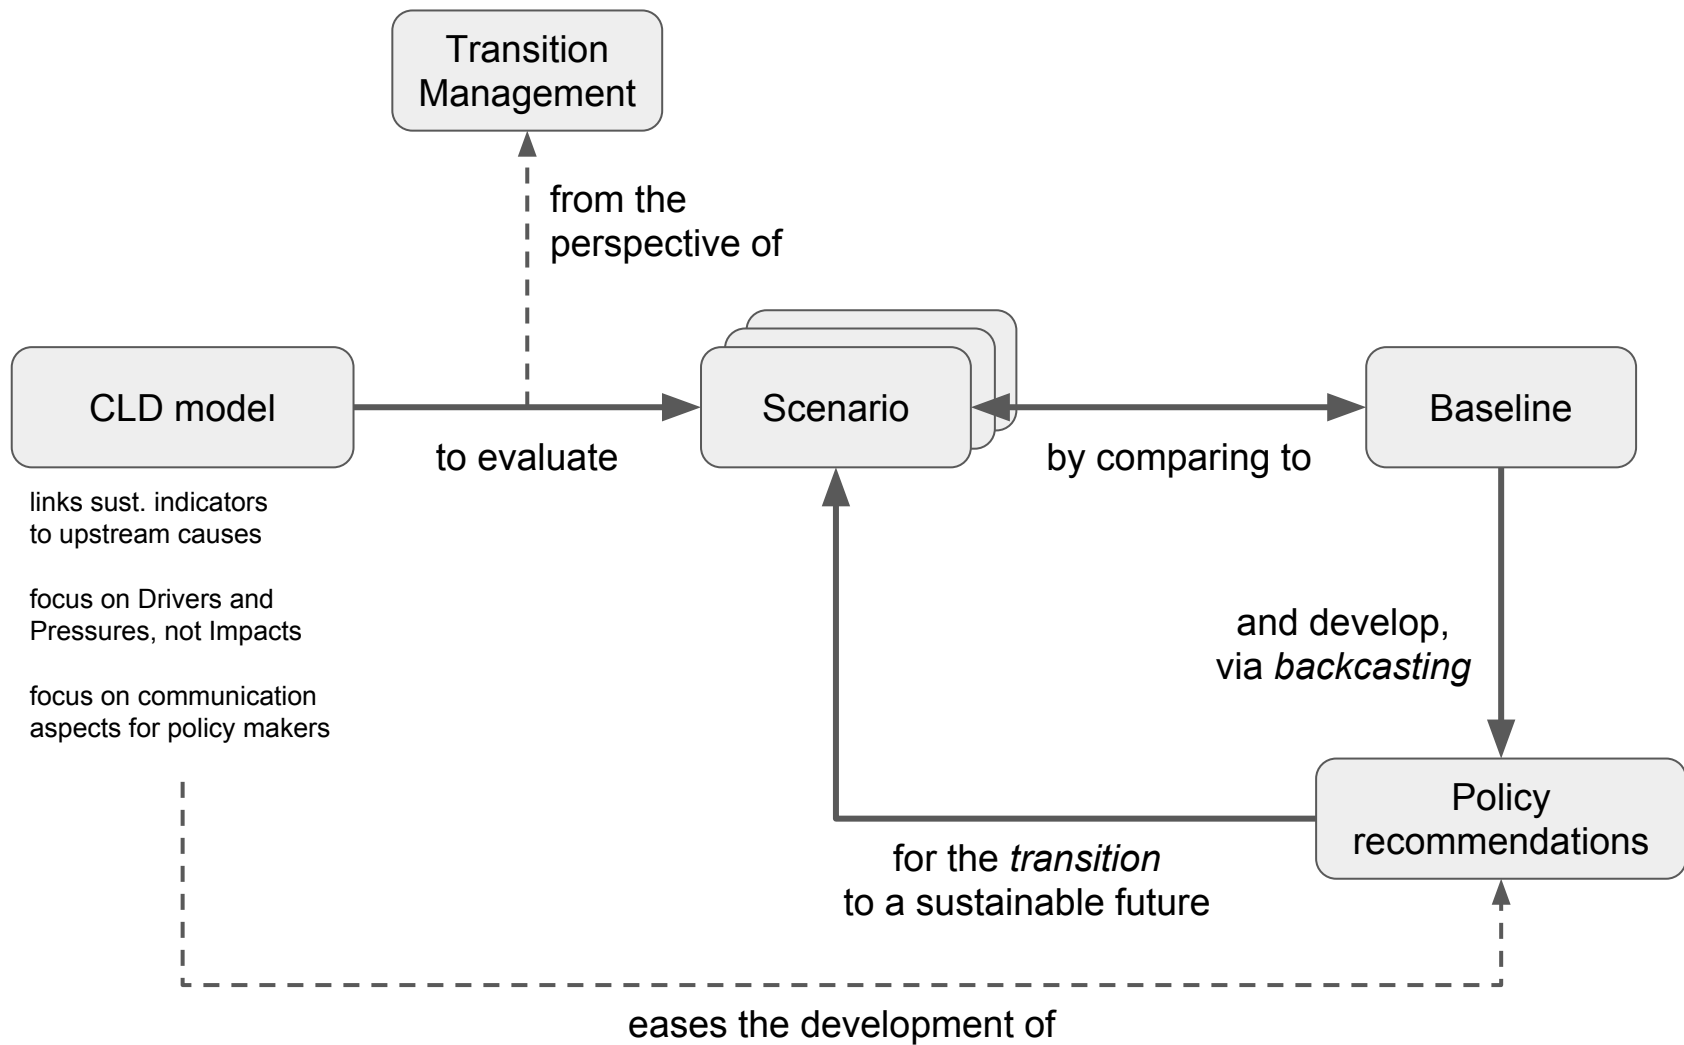 Transition
Management
from the
perspective of
CLD model
to evaluate
Scenario
by comparing to
Baseline
links sust. indicators
to upstream causes
focus on Drivers and
Pressures, not Impacts
focus on communication
aspects for policy makers
and develop,
via backcasting
Policy
recommendations
for the transition
to a sustainable future
eases the development of